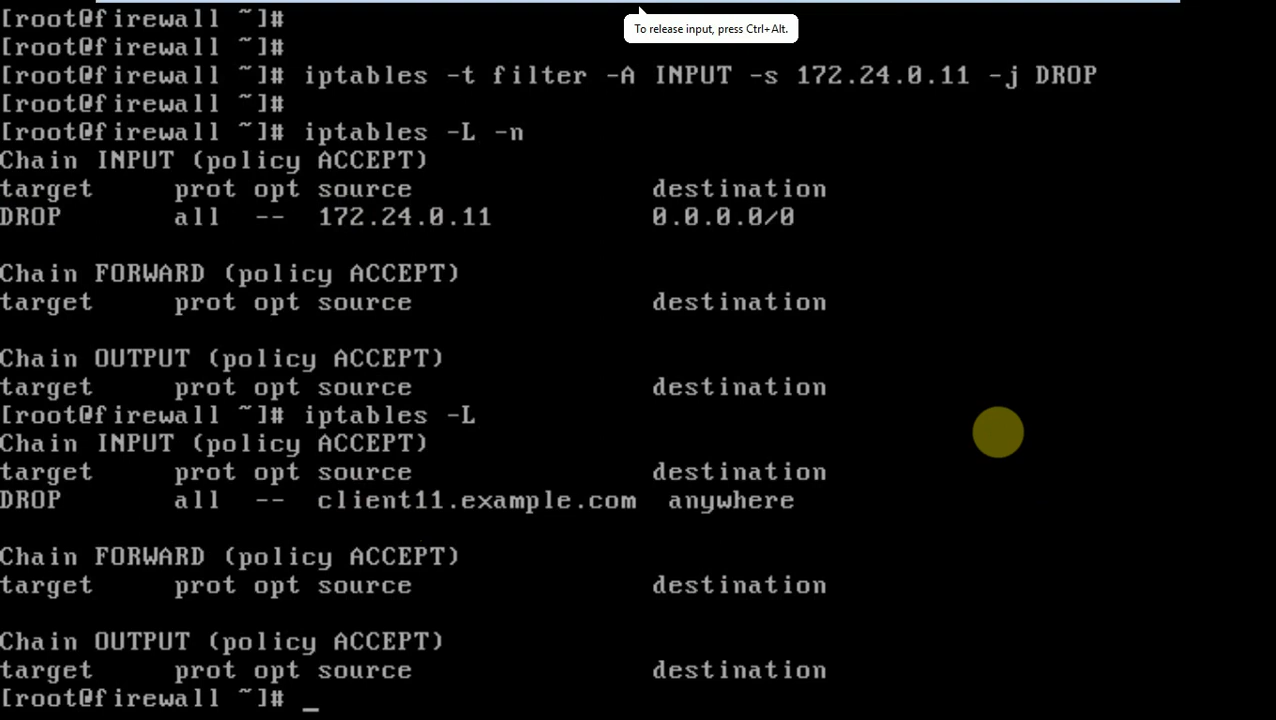 [root@firewall ~]#
To release input, press Ctrl+Alt.
[root@firewall ~]#
[root@firewall ~]# iptables -t filter -A INPUT -s 172.24.0.11 -j DROP
[root@firewall ~]#
[root@firewall ~]# iptables -L -n
Chain INPUT (policy ACCEPT)
target     prot opt source               destination
DROP       all  --  172.24.0.11          0.0.0.0/0

Chain FORWARD (policy ACCEPT)
target     prot opt source               destination

Chain OUTPUT (policy ACCEPT)
target     prot opt source               destination
[root@firewall ~]# iptables -L
Chain INPUT (policy ACCEPT)
target     prot opt source               destination
DROP       all  --  client11.example.com  anywhere

Chain FORWARD (policy ACCEPT)
target     prot opt source               destination

Chain OUTPUT (policy ACCEPT)
target     prot opt source               destination
[root@firewall ~]# _